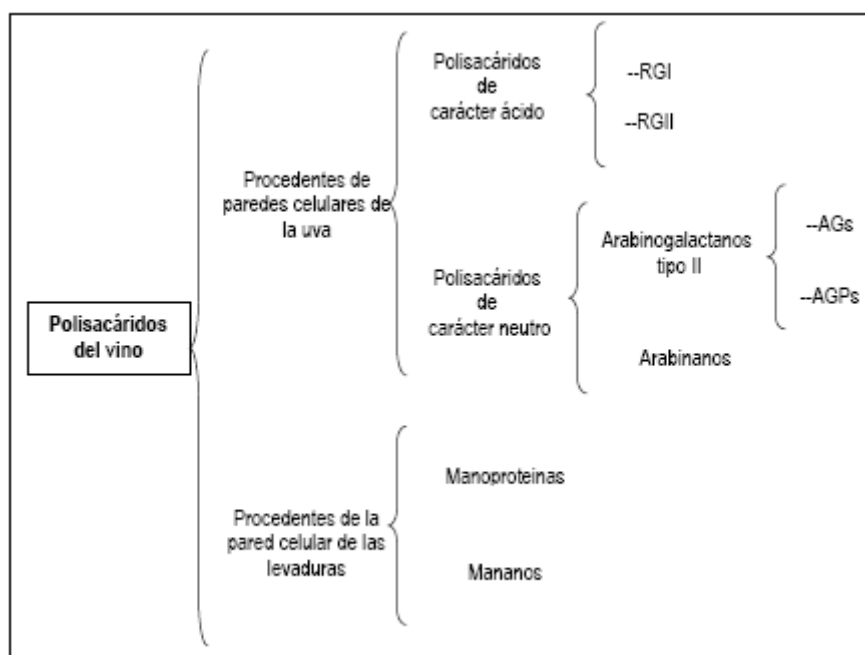 Polisacáridos
del vino
Procedentes de
paredes celulares de
la uva
Polisacáridos
de
carácter ácido
--RGI
--RGII
Polisacáridos
de
carácter neutro
Arabinogalactanos
tipo II
--AGs
--AGPs
Arabinanos
Procedentes de la
pared celular de las
levaduras
Manoproteinas
Mananos